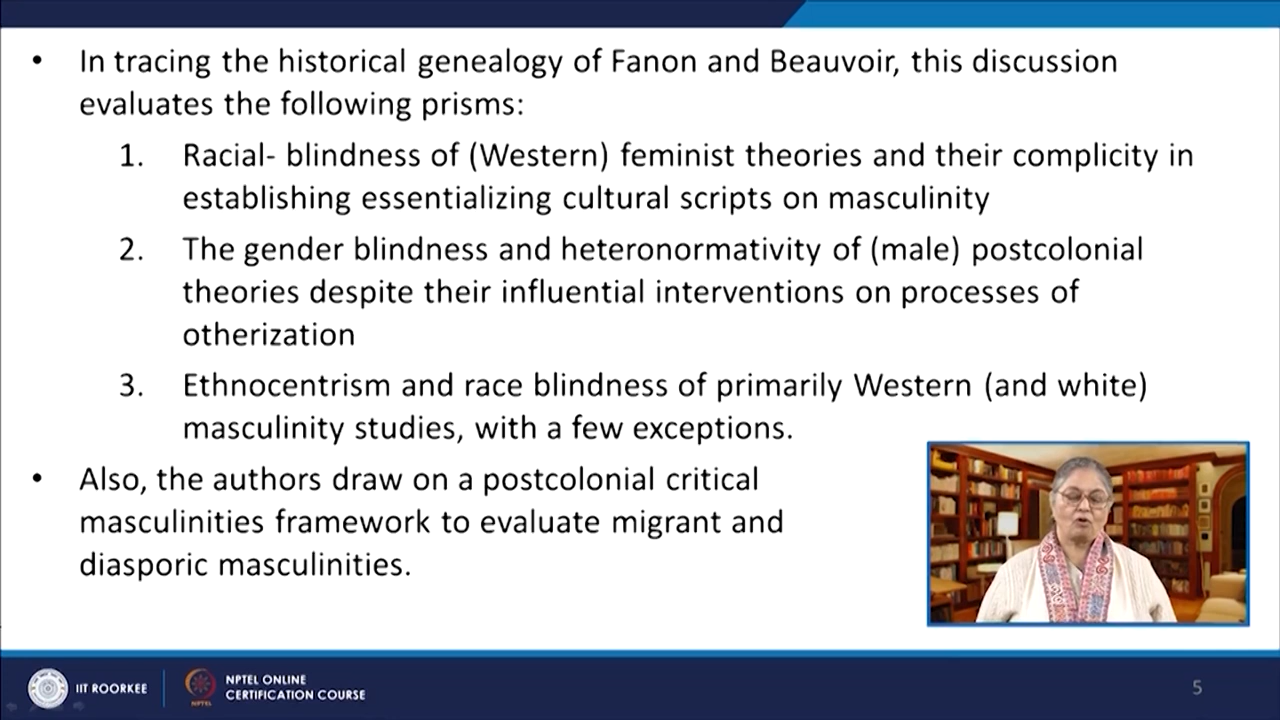 • In tracing the historical genealogy of Fanon and Beauvoir, this discussion
evaluates the following prisms:
1. Racial- blindness of (Western) feminist theories and their complicity in
establishing essentializing cultural scripts on masculinity
2. The gender blindness and heteronormativity of (male) postcolonial
theories despite their influential interventions on processes of
otherization
3. Ethnocentrism and race blindness of primarily Western (and white)
masculinity studies, with a few exceptions.
• Also, the authors draw on a postcolonial critical
masculinities framework to evaluate migrant and
diasporic masculinities.
IIT ROORKEE
NPTEL
NPTEL ONLINE
CERTIFICATION COURSE
5